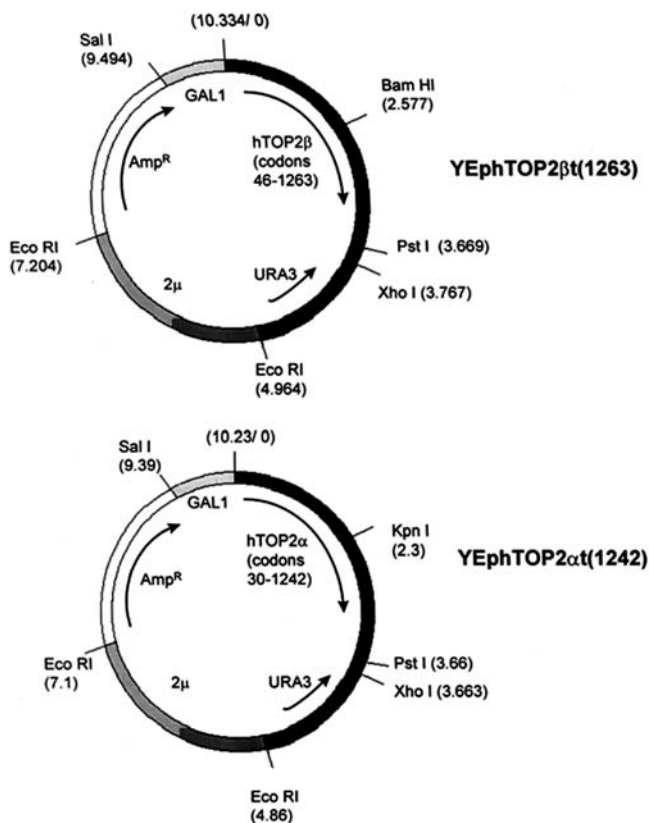 (10.334/ 0)
Sal I
(9.494)
GAL1
Bam HI
(2.577)
hTOP2β
(codons
46-1263)
Amp^R
YEphTOP2βt(1263)
Eco RI
(7.204)
Pst I (3.669)
2μ
URA3
Xho I (3.767)
Eco RI
(4.964)
(10.23/ 0)
Sal I
(9.39)
GAL1
Kpn I
(2.3)
hTOP2α
(codons
30-1242)
Amp^R
YEphTOP2αt(1242)
Eco RI
(7.1)
Pst I (3.66)
2μ
URA3
Xho I (3.663)
Eco RI
(4.86)